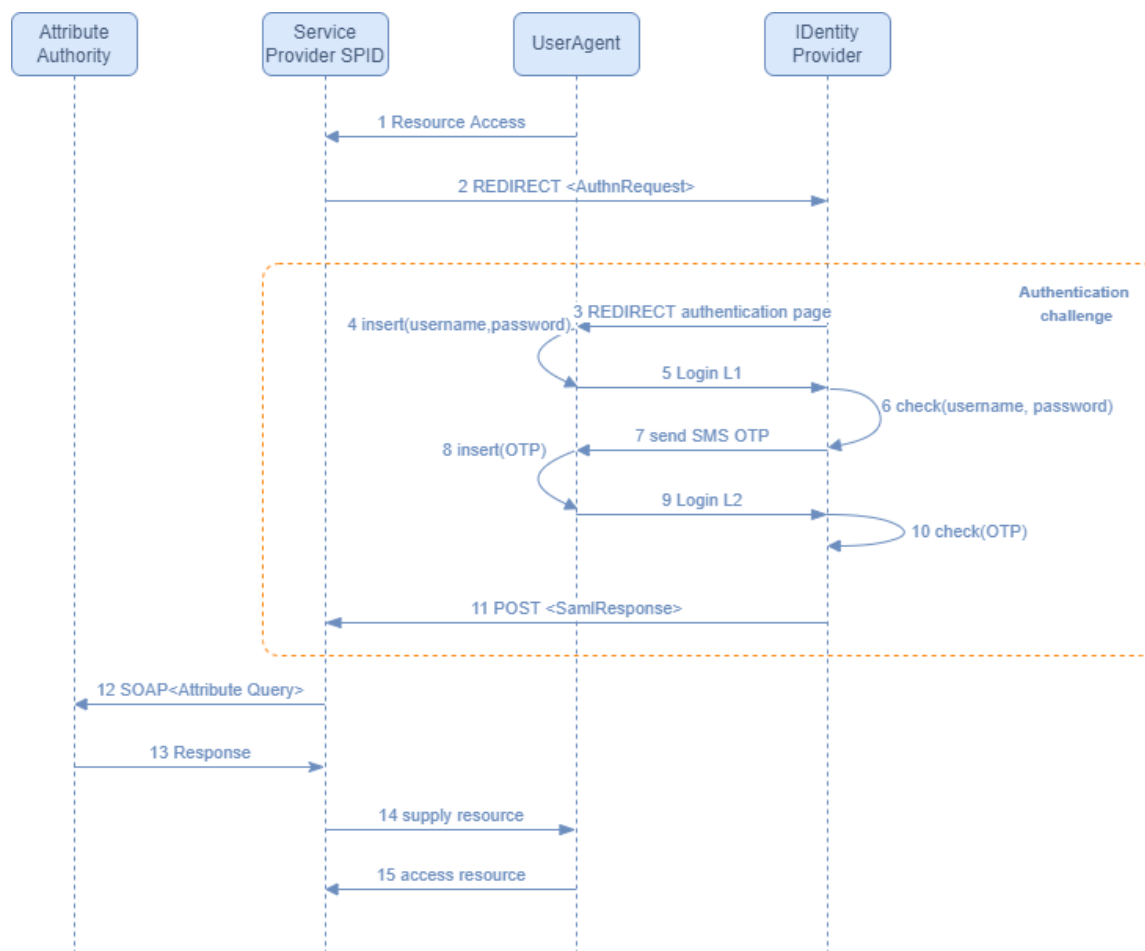 Attribute
Authority
Service
Provider SPID
UserAgent
IDentity
Provider
1 Resource Access
2 REDIRECT <AuthnRequest>
Authentication
challenge
3 REDIRECT authentication page
4 insert(username,password)
5 Login L1
6 check(username, password)
7 send SMS OTP
8 insert(OTP)
9 Login L2
10 check(OTP)
11 POST <SamlResponse>
12 SOAP<Attribute Query>
13 Response
14 supply resource
15 access resource